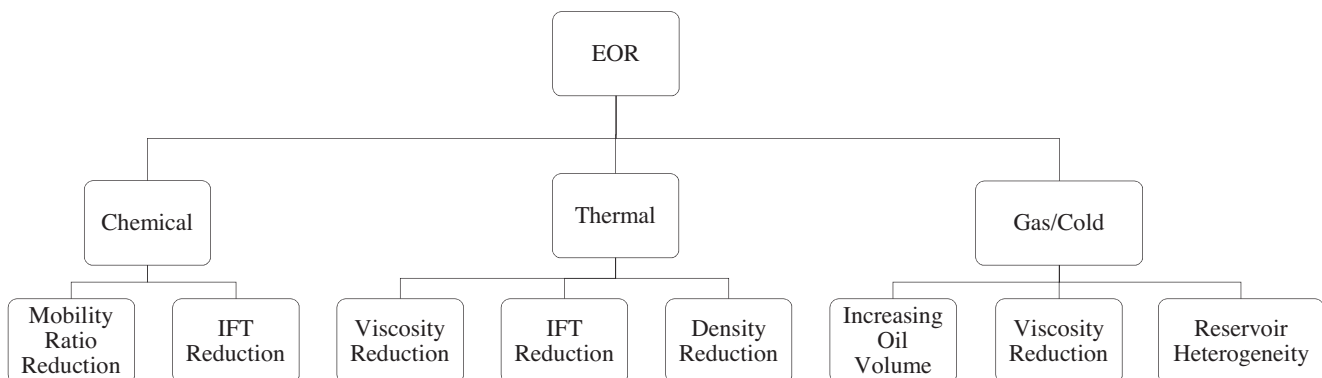 EOR
Chemical
Thermal
Gas/Cold
Mobility
Ratio
Reduction
IFT
Reduction
Viscosity
Reduction
IFT
Reduction
Density
Reduction
Increasing
Oil
Volume
Viscosity
Reduction
Reservoir
Heterogeneity